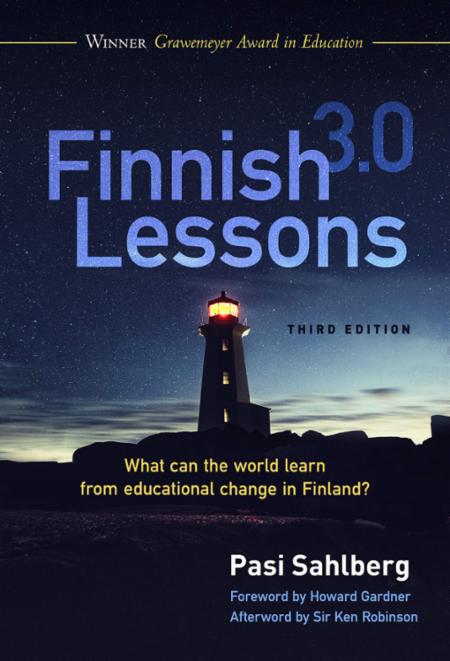 WINNER Grawemeyer Award in Education
3.0
Finnish
Lessons
THIRD EDITION
What can the world learn
from educational change in Finland?
Pasi Sahlberg
Foreword by Howard Gardner
Afterword by Sir Ken Robinson